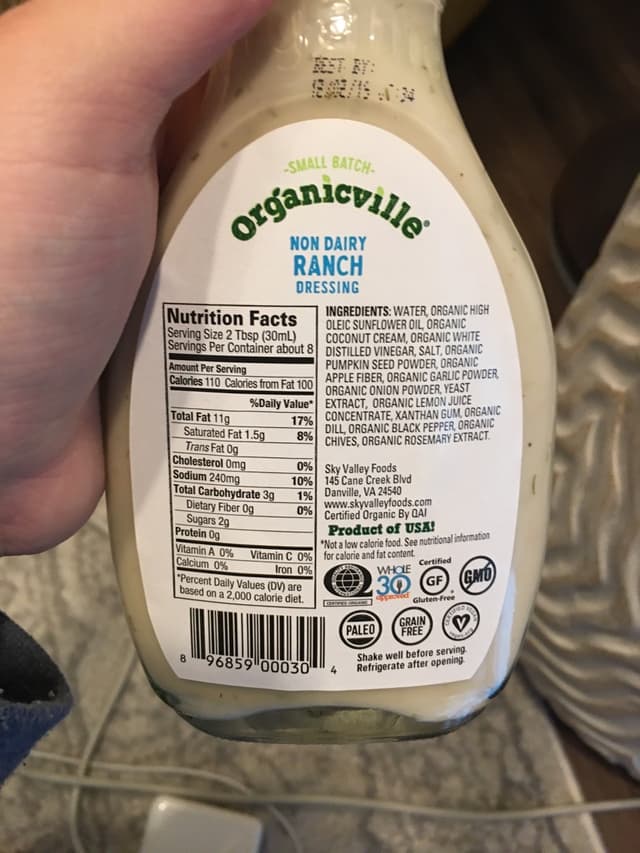 -SMALL BATCH-
Organicville®
NON DAIRY
RANCH
DRESSING
Nutrition Facts
Serving Size 2 Tbsp (30mL)
Servings Per Container about 8
Amount Per Serving
Calories 110 Calories from Fat 100
%Daily Value*
Total Fat 11g 17%
Saturated Fat 1.5g 8%
Trans Fat 0g
Cholesterol 0mg 0%
Sodium 240mg 10%
Total Carbohydrate 3g 1%
Dietary Fiber 0g 0%
Sugars 2g
Protein 0g
Vitamin A 0% Vitamin C 0%
Calcium 0% Iron 0%
*Percent Daily Values (DV) are
based on a 2,000 calorie diet.
8 96859 00030 4
INGREDIENTS: WATER, ORGANIC HIGH
OLEIC SUNFLOWER OIL, ORGANIC
COCONUT CREAM, ORGANIC WHITE
DISTILLED VINEGAR, SALT, ORGANIC
PUMPKIN SEED POWDER, ORGANIC
APPLE FIBER, ORGANIC GARLIC POWDER,
ORGANIC ONION POWDER, YEAST
EXTRACT, ORGANIC LEMON JUICE
CONCENTRATE, XANTHAN GUM, ORGANIC
DILL, ORGANIC BLACK PEPPER, ORGANIC
CHIVES, ORGANIC ROSEMARY EXTRACT.
Sky Valley Foods
145 Cane Creek Blvd
Danville, VA 24540
www.skyvalleyfoods.com
Certified Organic By QAI
Product of USA!
*Not a low calorie food. See nutritional information
for calorie and fat content.
CERTIFIED ORGANIC
WHOLE
30
approved
Certified
GF
Gluten-Free
GMO
PALEO
GRAIN
FREE
CERTIFIED VEGAN
Shake well before serving.
Refrigerate after opening.